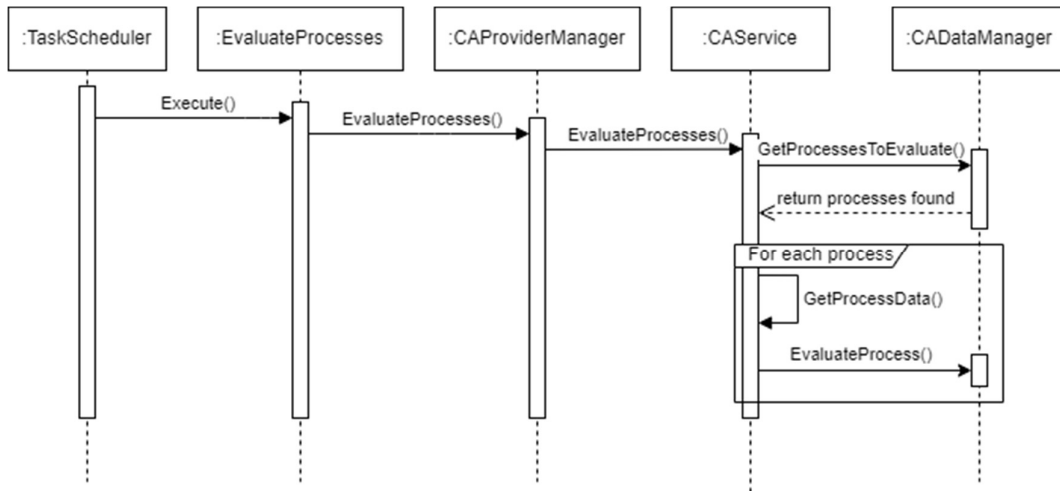 :TaskScheduler
:EvaluateProcesses
:CAProviderManager
:CAService
:CADataManager
Execute()
EvaluateProcesses()
EvaluateProcesses()
GetProcessesToEvaluate()
return processes found
For each process
GetProcessData()
EvaluateProcess()